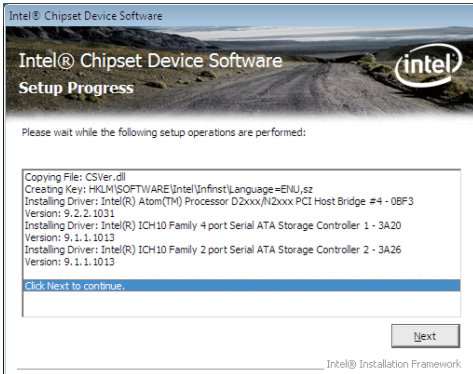 Intel® Chipset Device Software
Intel® Chipset Device Software
(intel)
Setup Progress
Please wait while the following setup operations are performed:
Copying File: CSVer.dll
Creating Key: HKLM\SOFTWARE\Intel\Infinst\Language=ENU,sz
Installing Driver: Intel(R) Atom(TM) Processor D2xxx/N2xxx PCI Host Bridge #4 - 0BF3
Version: 9.2.2.1031
Installing Driver: Intel(R) ICH10 Family 4 port Serial ATA Storage Controller 1 - 3A20
Version: 9.1.1.1013
Installing Driver: Intel(R) ICH10 Family 2 port Serial ATA Storage Controller 2 - 3A26
Version: 9.1.1.1013
Click Next to continue.
Next
Intel® Installation Framework